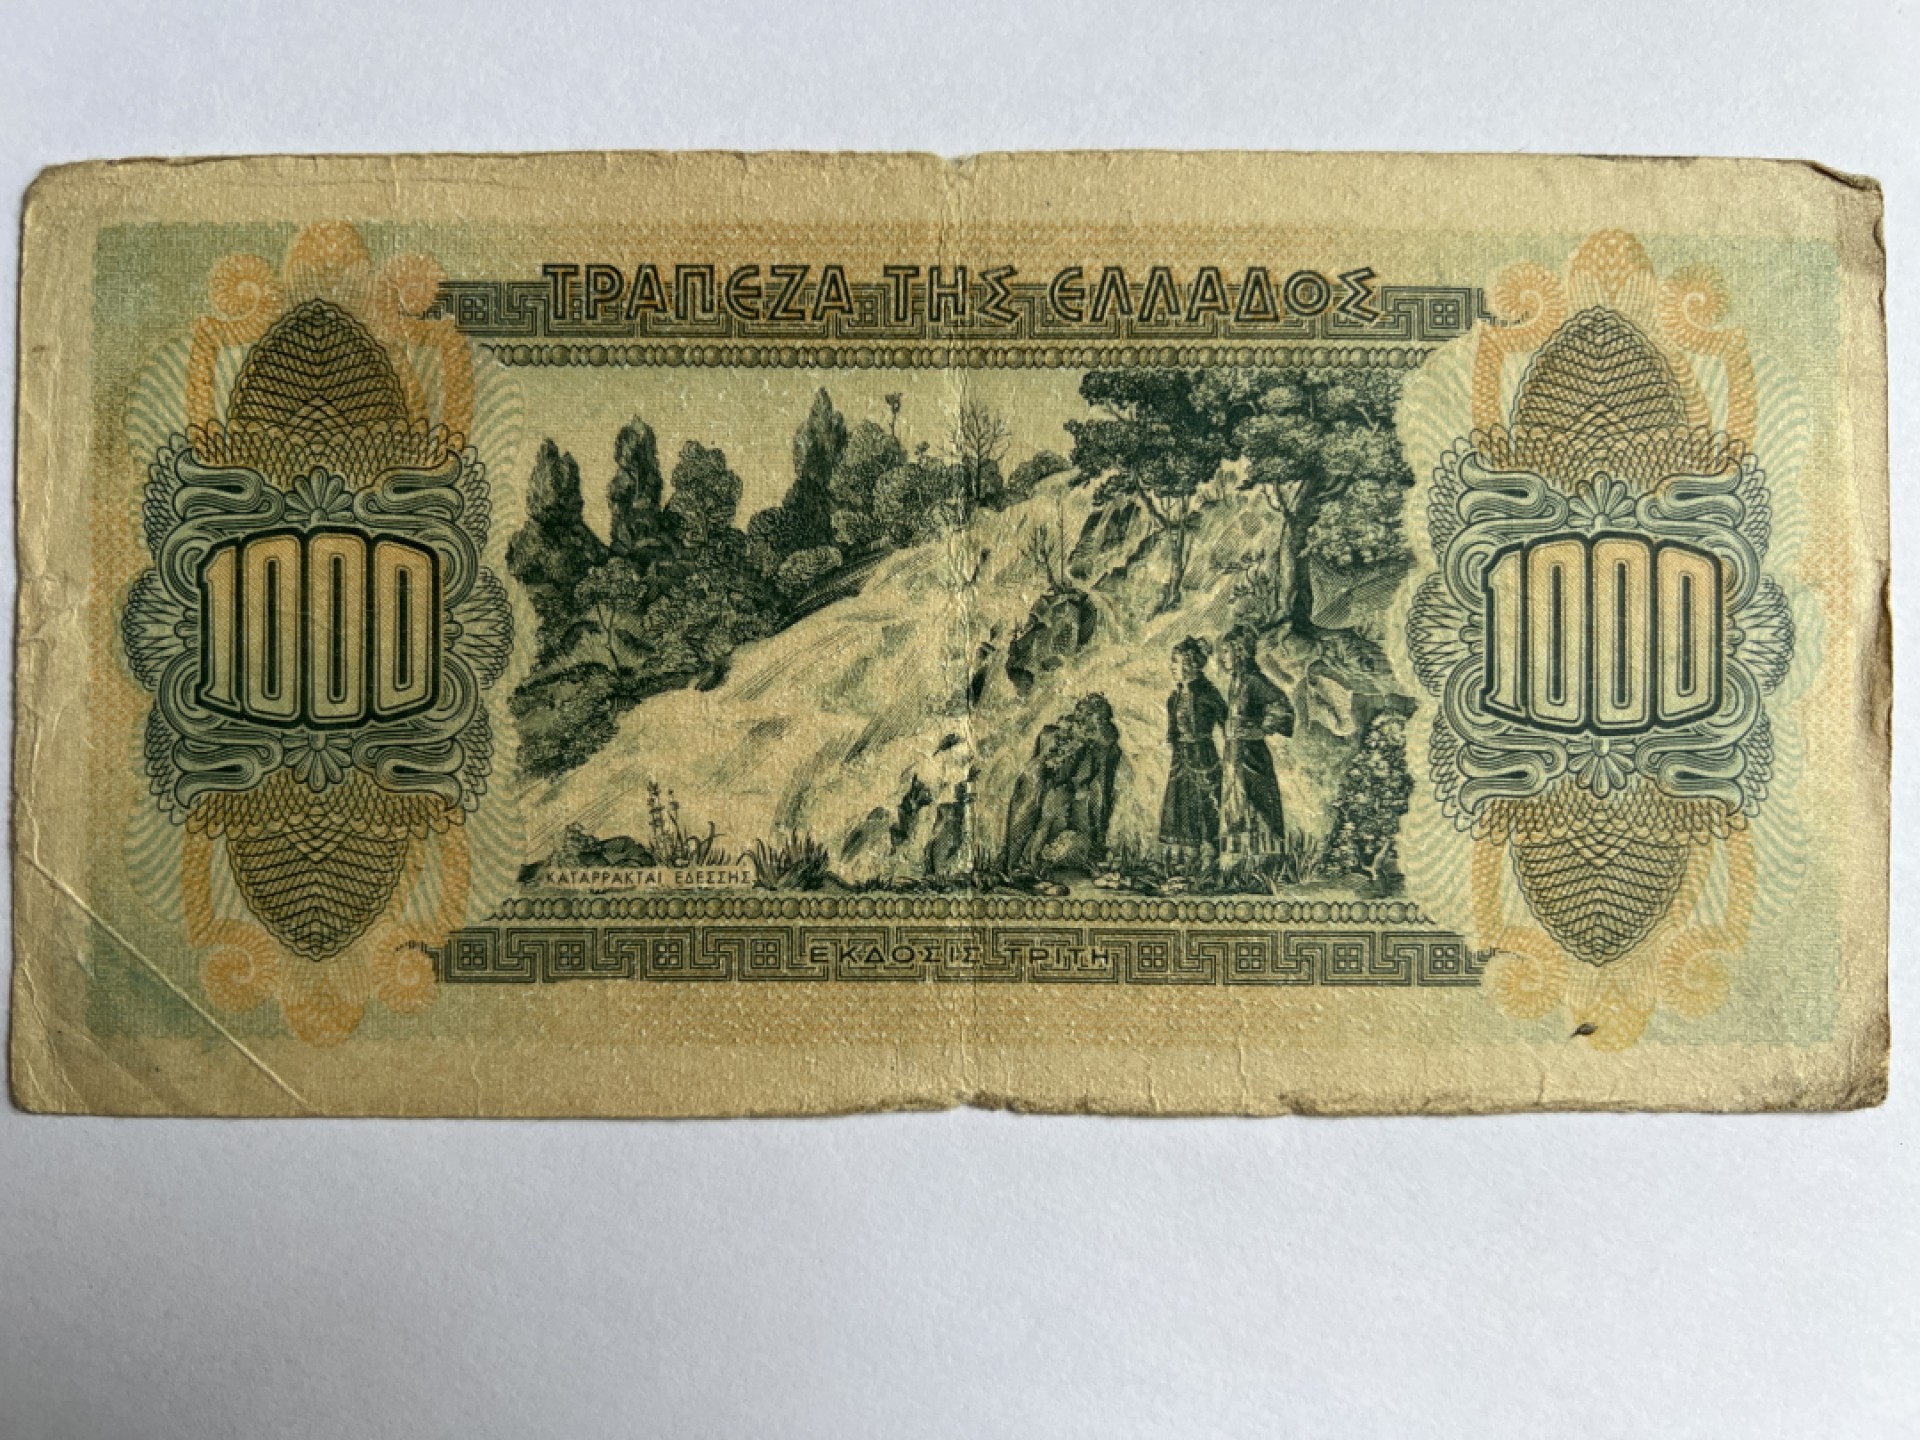 ΤΡΑΠΕΖΑ ΤΗΣ ΕΛΛΑΔΟΣ
1000
1000
ΚΑΤΑΡΡΑΚΤΑΙ ΕΔΕΣΣΗΣ
ΕΚΔΟΣΙΣ ΤΡΙΤΗ